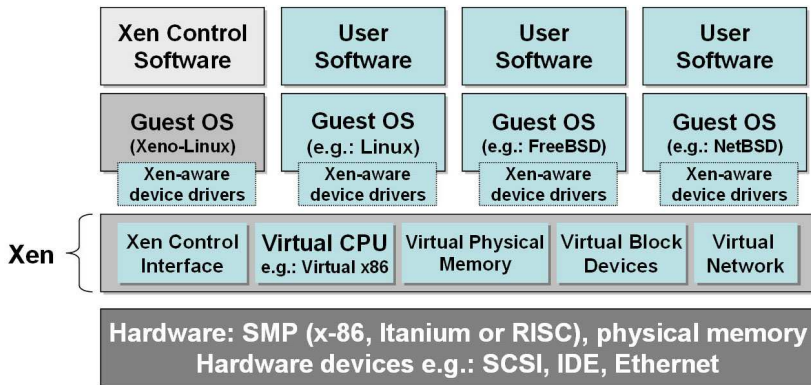 Xen Control
Software
User
Software
User
Software
User
Software
Guest OS
(Xeno-Linux)
Guest OS
(e.g.: Linux)
Guest OS
(e.g.: FreeBSD)
Guest OS
(e.g.: NetBSD)
Xen-aware
device drivers
Xen-aware
device drivers
Xen-aware
device drivers
Xen-aware
device drivers
Xen
Xen Control
Interface
Virtual CPU
e.g.: Virtual x86
Virtual Physical
Memory
Virtual Block
Devices
Virtual
Network
Hardware: SMP (x-86, Itanium or RISC), physical memory
Hardware devices e.g.: SCSI, IDE, Ethernet